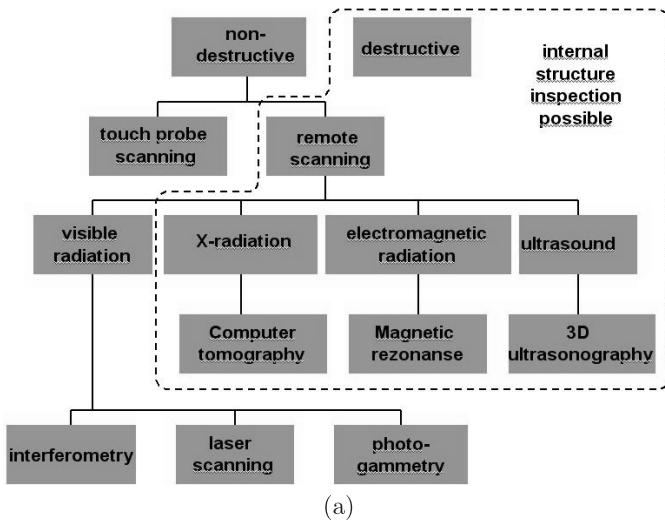 non-
destructive
destructive
internal
structure
inspection
possible
touch probe
scanning
remote
scanning
visible
radiation
X-radiation
electromagnetic
radiation
ultrasound
Computer
tomography
Magnetic
rezonanse
3D
ultrasonography
interferometry
laser
scanning
photo-
gammetry
(a)